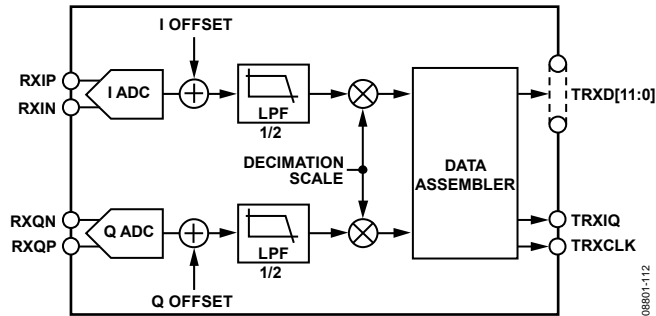 I OFFSET
RXIP
RXIN
I ADC
LPF
1/2
TRXD[11:0]
DECIMATION
SCALE
DATA
ASSEMBLER
RXQN
RXQP
Q ADC
LPF
1/2
TRXIQ
TRXCLK
Q OFFSET
08801-112